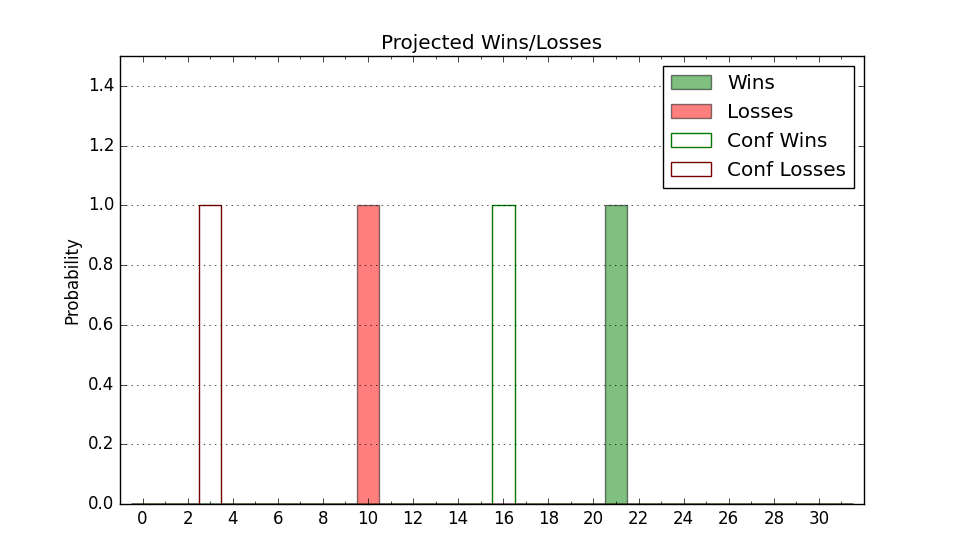 Projected Wins/Losses
Wins
Losses
Conf Wins
Conf Losses
Probability
1.4
1.2
1.0
0.8
0.6
0.4
0.2
0.0
0 2 4 6 8 10 12 14 16 18 20 22 24 26 28 30